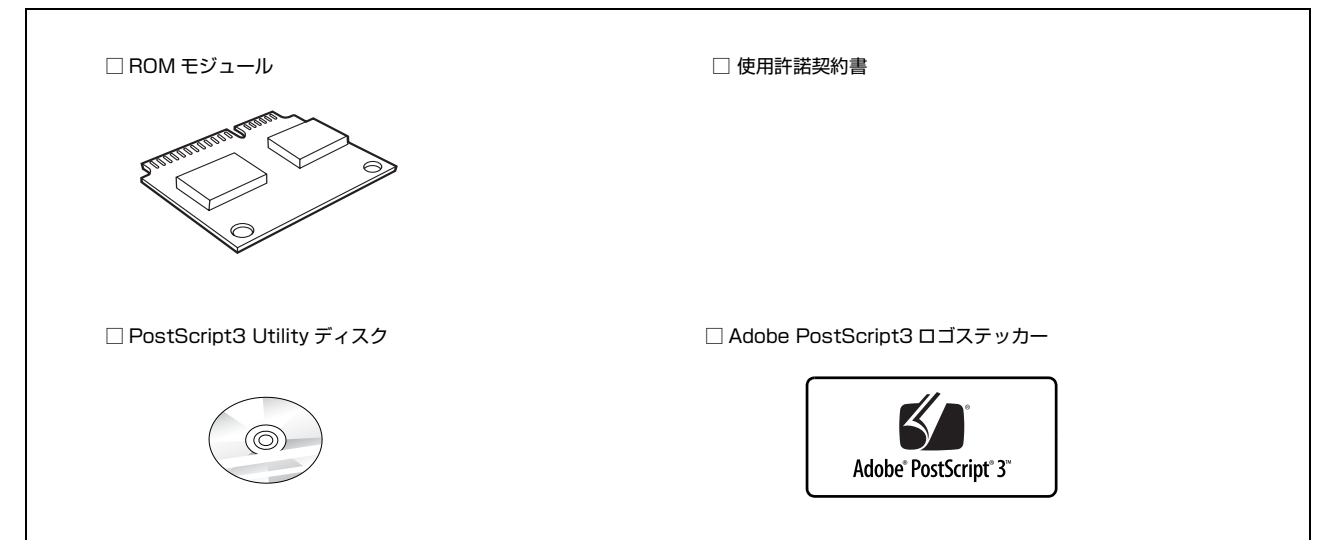 □ ROM モジュール
□ 使用許諾契約書
□ PostScript3 Utility ディスク
□ Adobe PostScript3 ロゴステッカー
Adobe® PostScript® 3™